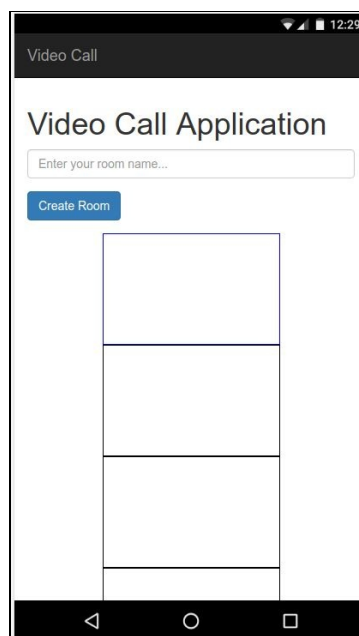 12:29
Video Call
Video Call Application
Enter your room name...
Create Room